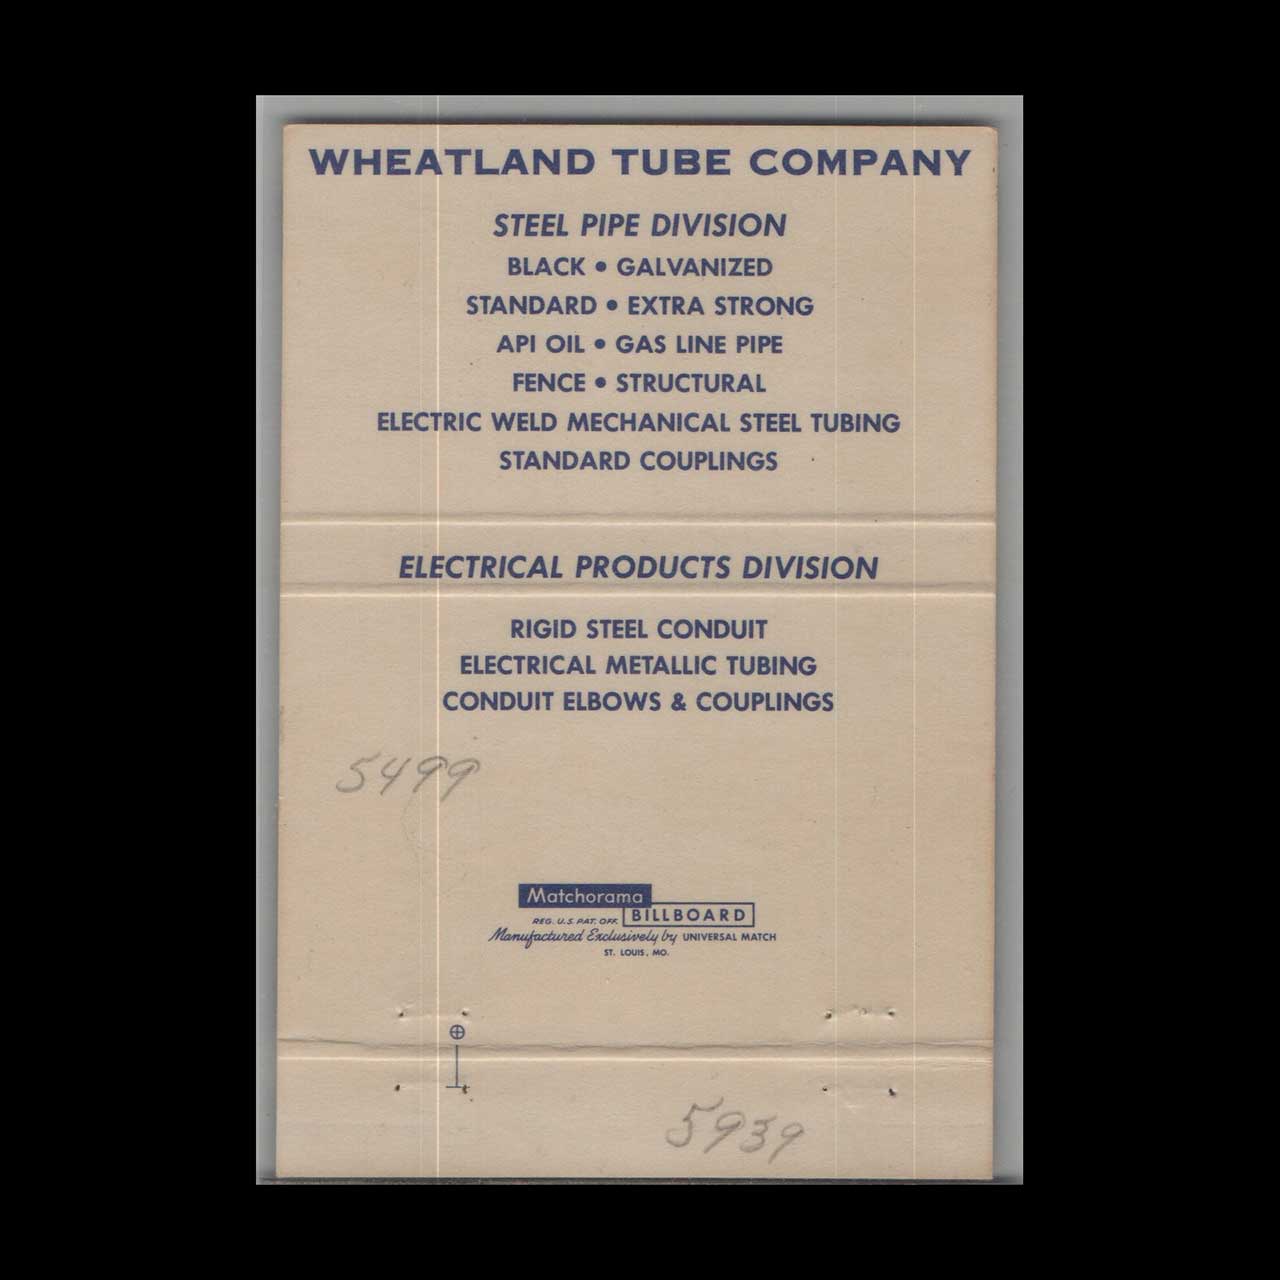 WHEATLAND TUBE COMPANY
STEEL PIPE DIVISION
BLACK • GALVANIZED
STANDARD • EXTRA STRONG
API OIL • GAS LINE PIPE
FENCE • STRUCTURAL
ELECTRIC WELD MECHANICAL STEEL TUBING
STANDARD COUPLINGS
ELECTRICAL PRODUCTS DIVISION
RIGID STEEL CONDUIT
ELECTRICAL METALLIC TUBING
CONDUIT ELBOWS & COUPLINGS
5499
Matchorama
REG. U.S. PAT. OFF. BILLBOARD
Manufactured Exclusively by UNIVERSAL MATCH
ST. LOUIS, MO.
5939